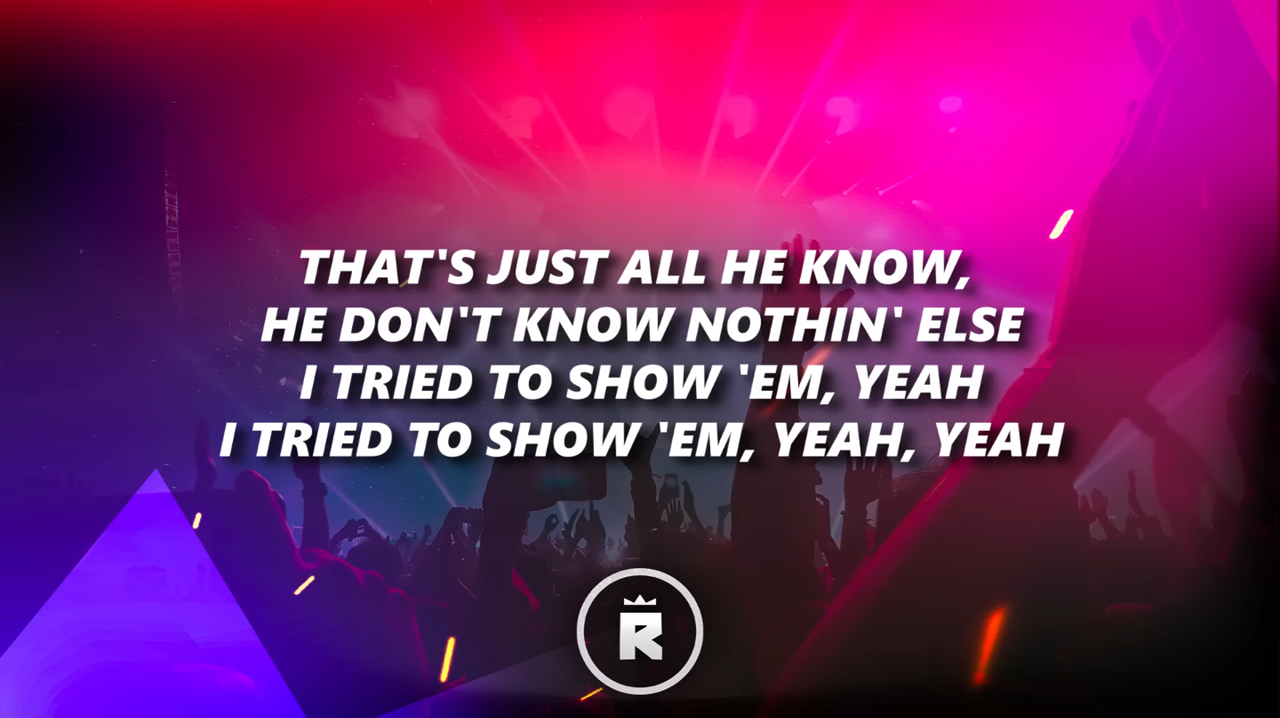 THAT'S JUST ALL HE KNOW,
HE DON'T KNOW NOTHIN' ELSE
I TRIED TO SHOW 'EM, YEAH
I TRIED TO SHOW 'EM, YEAH, YEAH
R